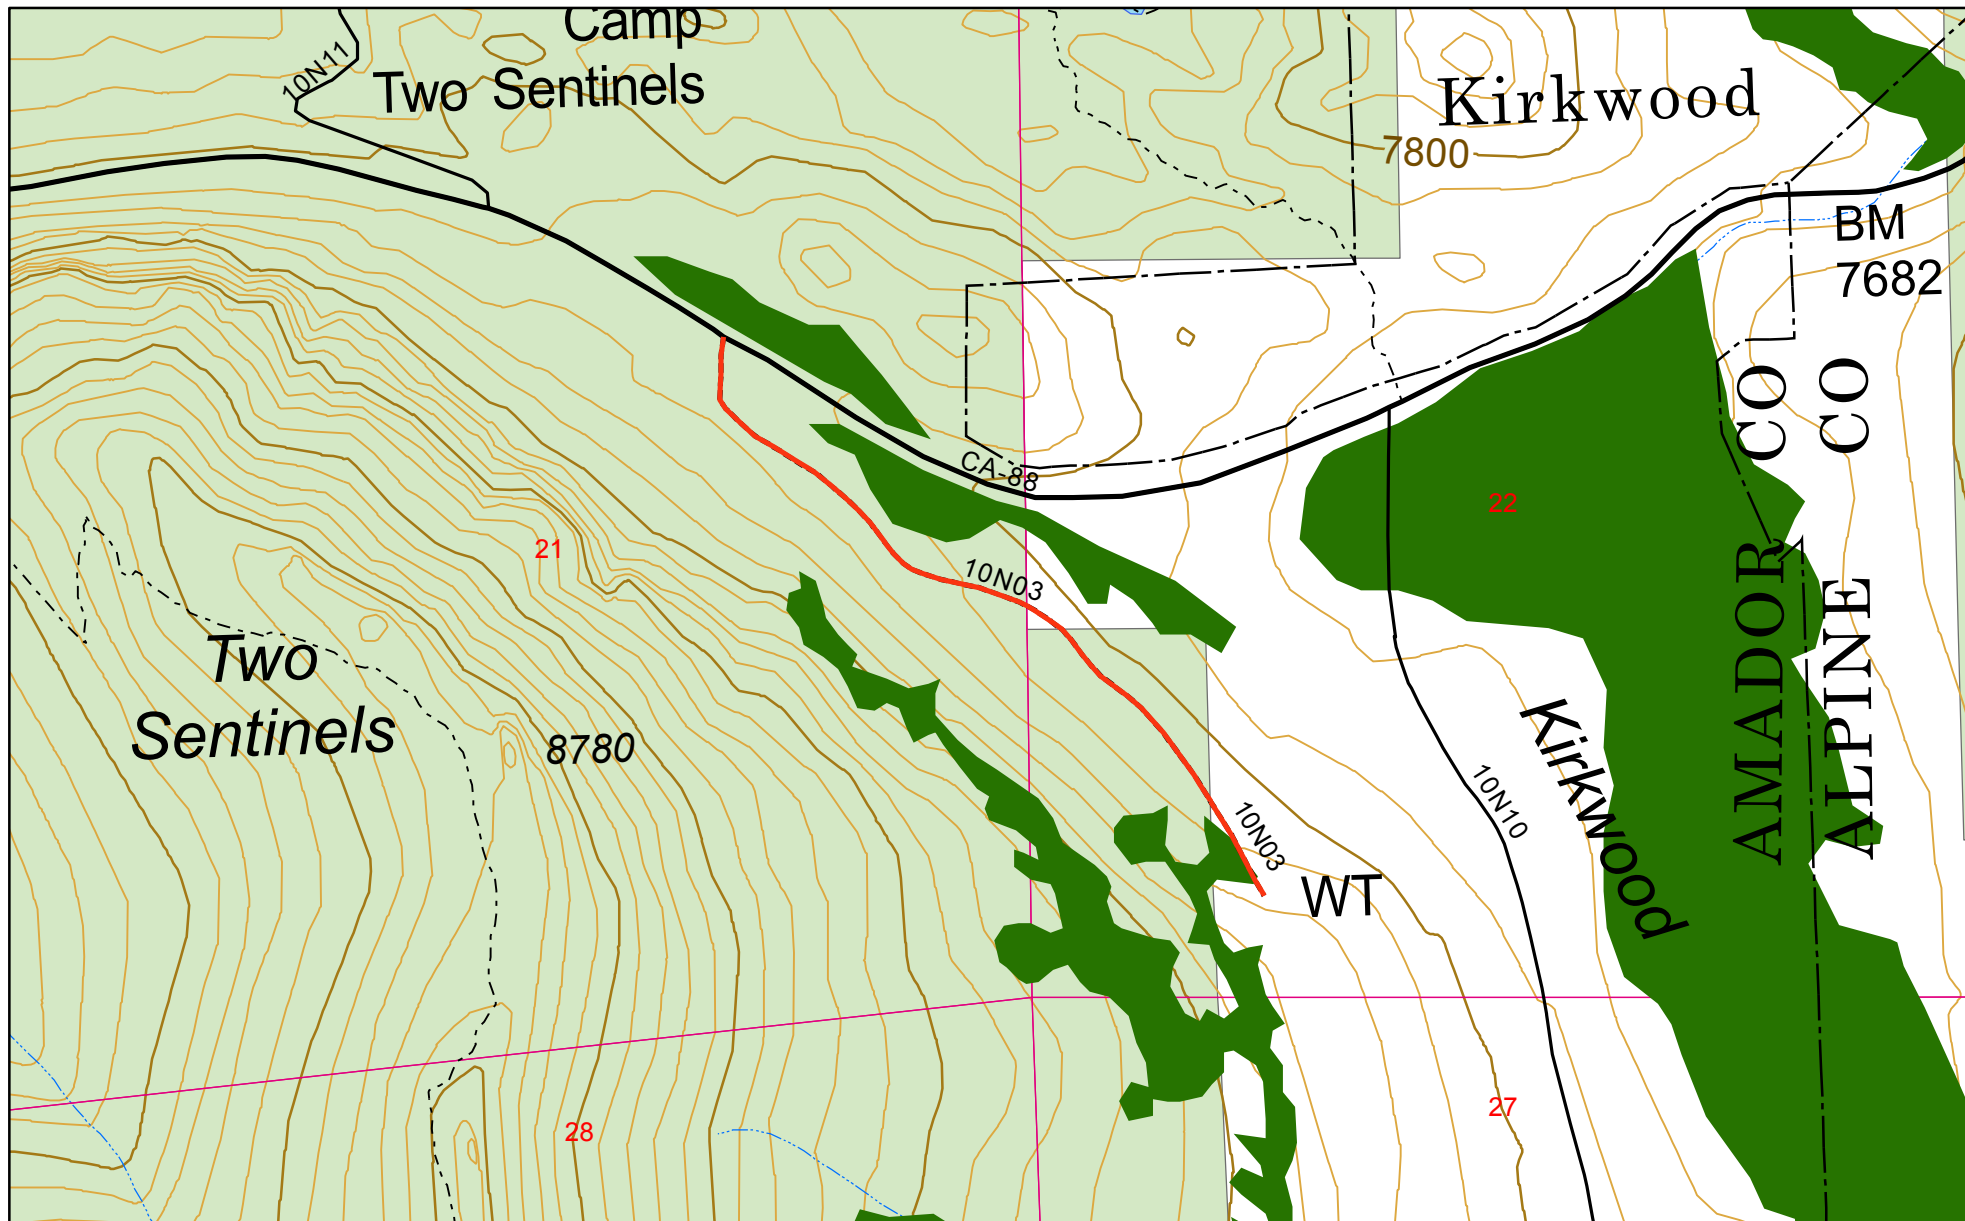 Camp
Two Sentinels
10N11
Kirkwood
7800
BM
7682
CA-88
22
21
10N03
AMADOR CO
ALPINE CO
Two
Sentinels
8780
Kirkwood
10N10
10N03
WT
27
28